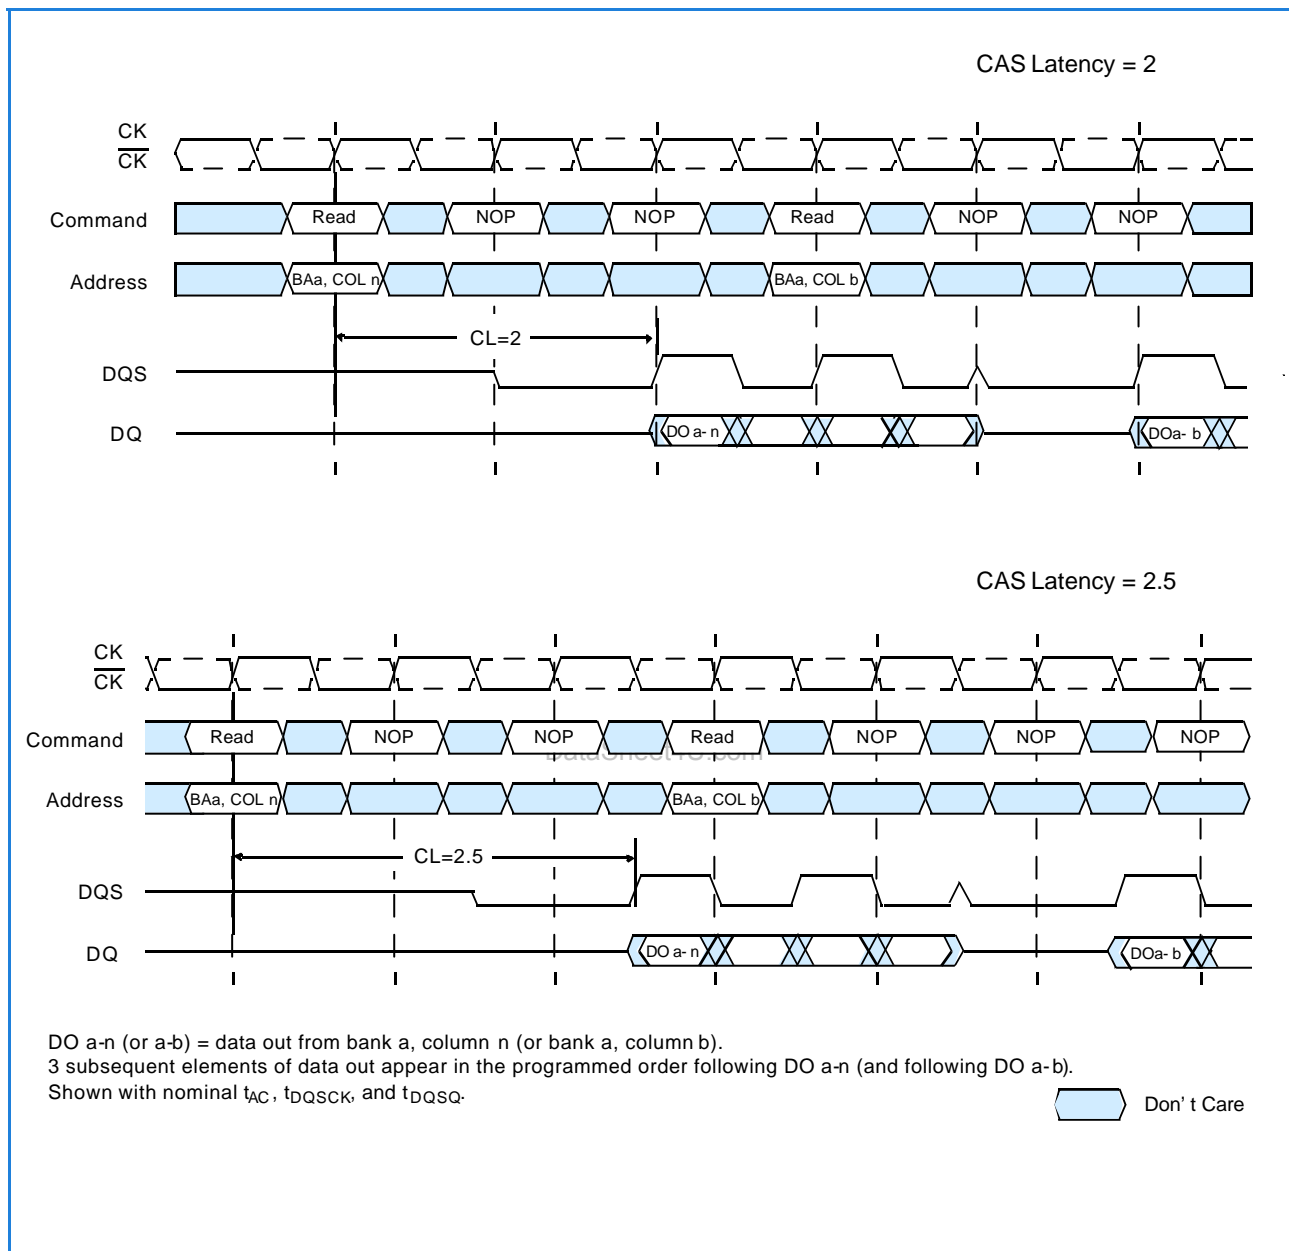 CAS Latency = 2
CK
CK
Command Read NOP NOP Read NOP NOP
Address BAa, COL n BAa, COL b
CL=2
DQS
DQ DO a- n DOa- b
CAS Latency = 2.5
CK
CK
Command Read NOP NOP Read NOP NOP NOP
Address BAa, COL n BAa, COL b
CL=2.5
DQS
DQ DO a- n DOa- b
DO a-n (or a-b) = data out from bank a, column n (or bank a, column b).
3 subsequent elements of data out appear in the programmed order following DO a-n (and following DO a-b).
Shown with nominal tAC, tDQSCK, and tDQSQ.
Don' t Care